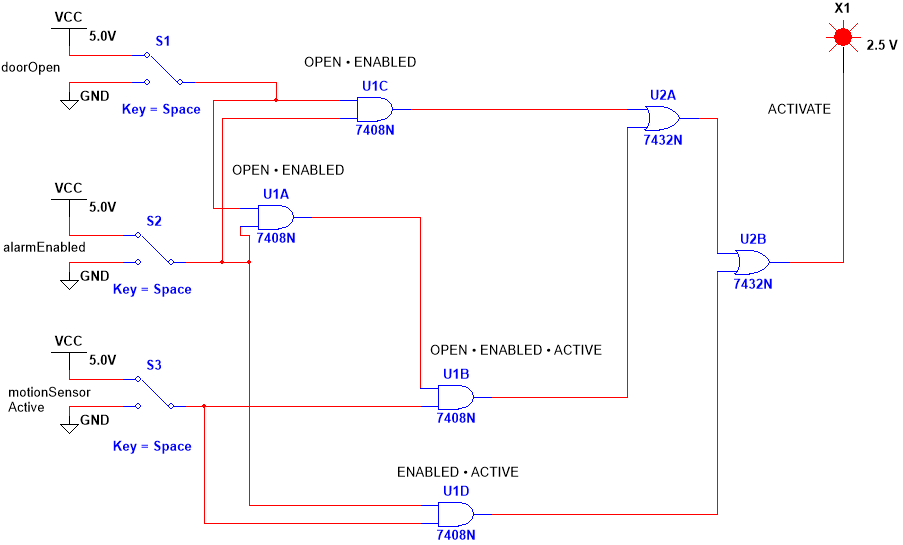 VCC
5.0V
S1
doorOpen
GND
Key = Space
OPEN • ENABLED
U1C
7408N
U2A
7432N
X1
2.5 V
ACTIVATE
OPEN • ENABLED
U1A
7408N
VCC
5.0V
S2
alarmEnabled
GND
Key = Space
U2B
7432N
VCC
5.0V
S3
motionSensor
Active
GND
Key = Space
OPEN • ENABLED • ACTIVE
U1B
7408N
ENABLED • ACTIVE
U1D
7408N